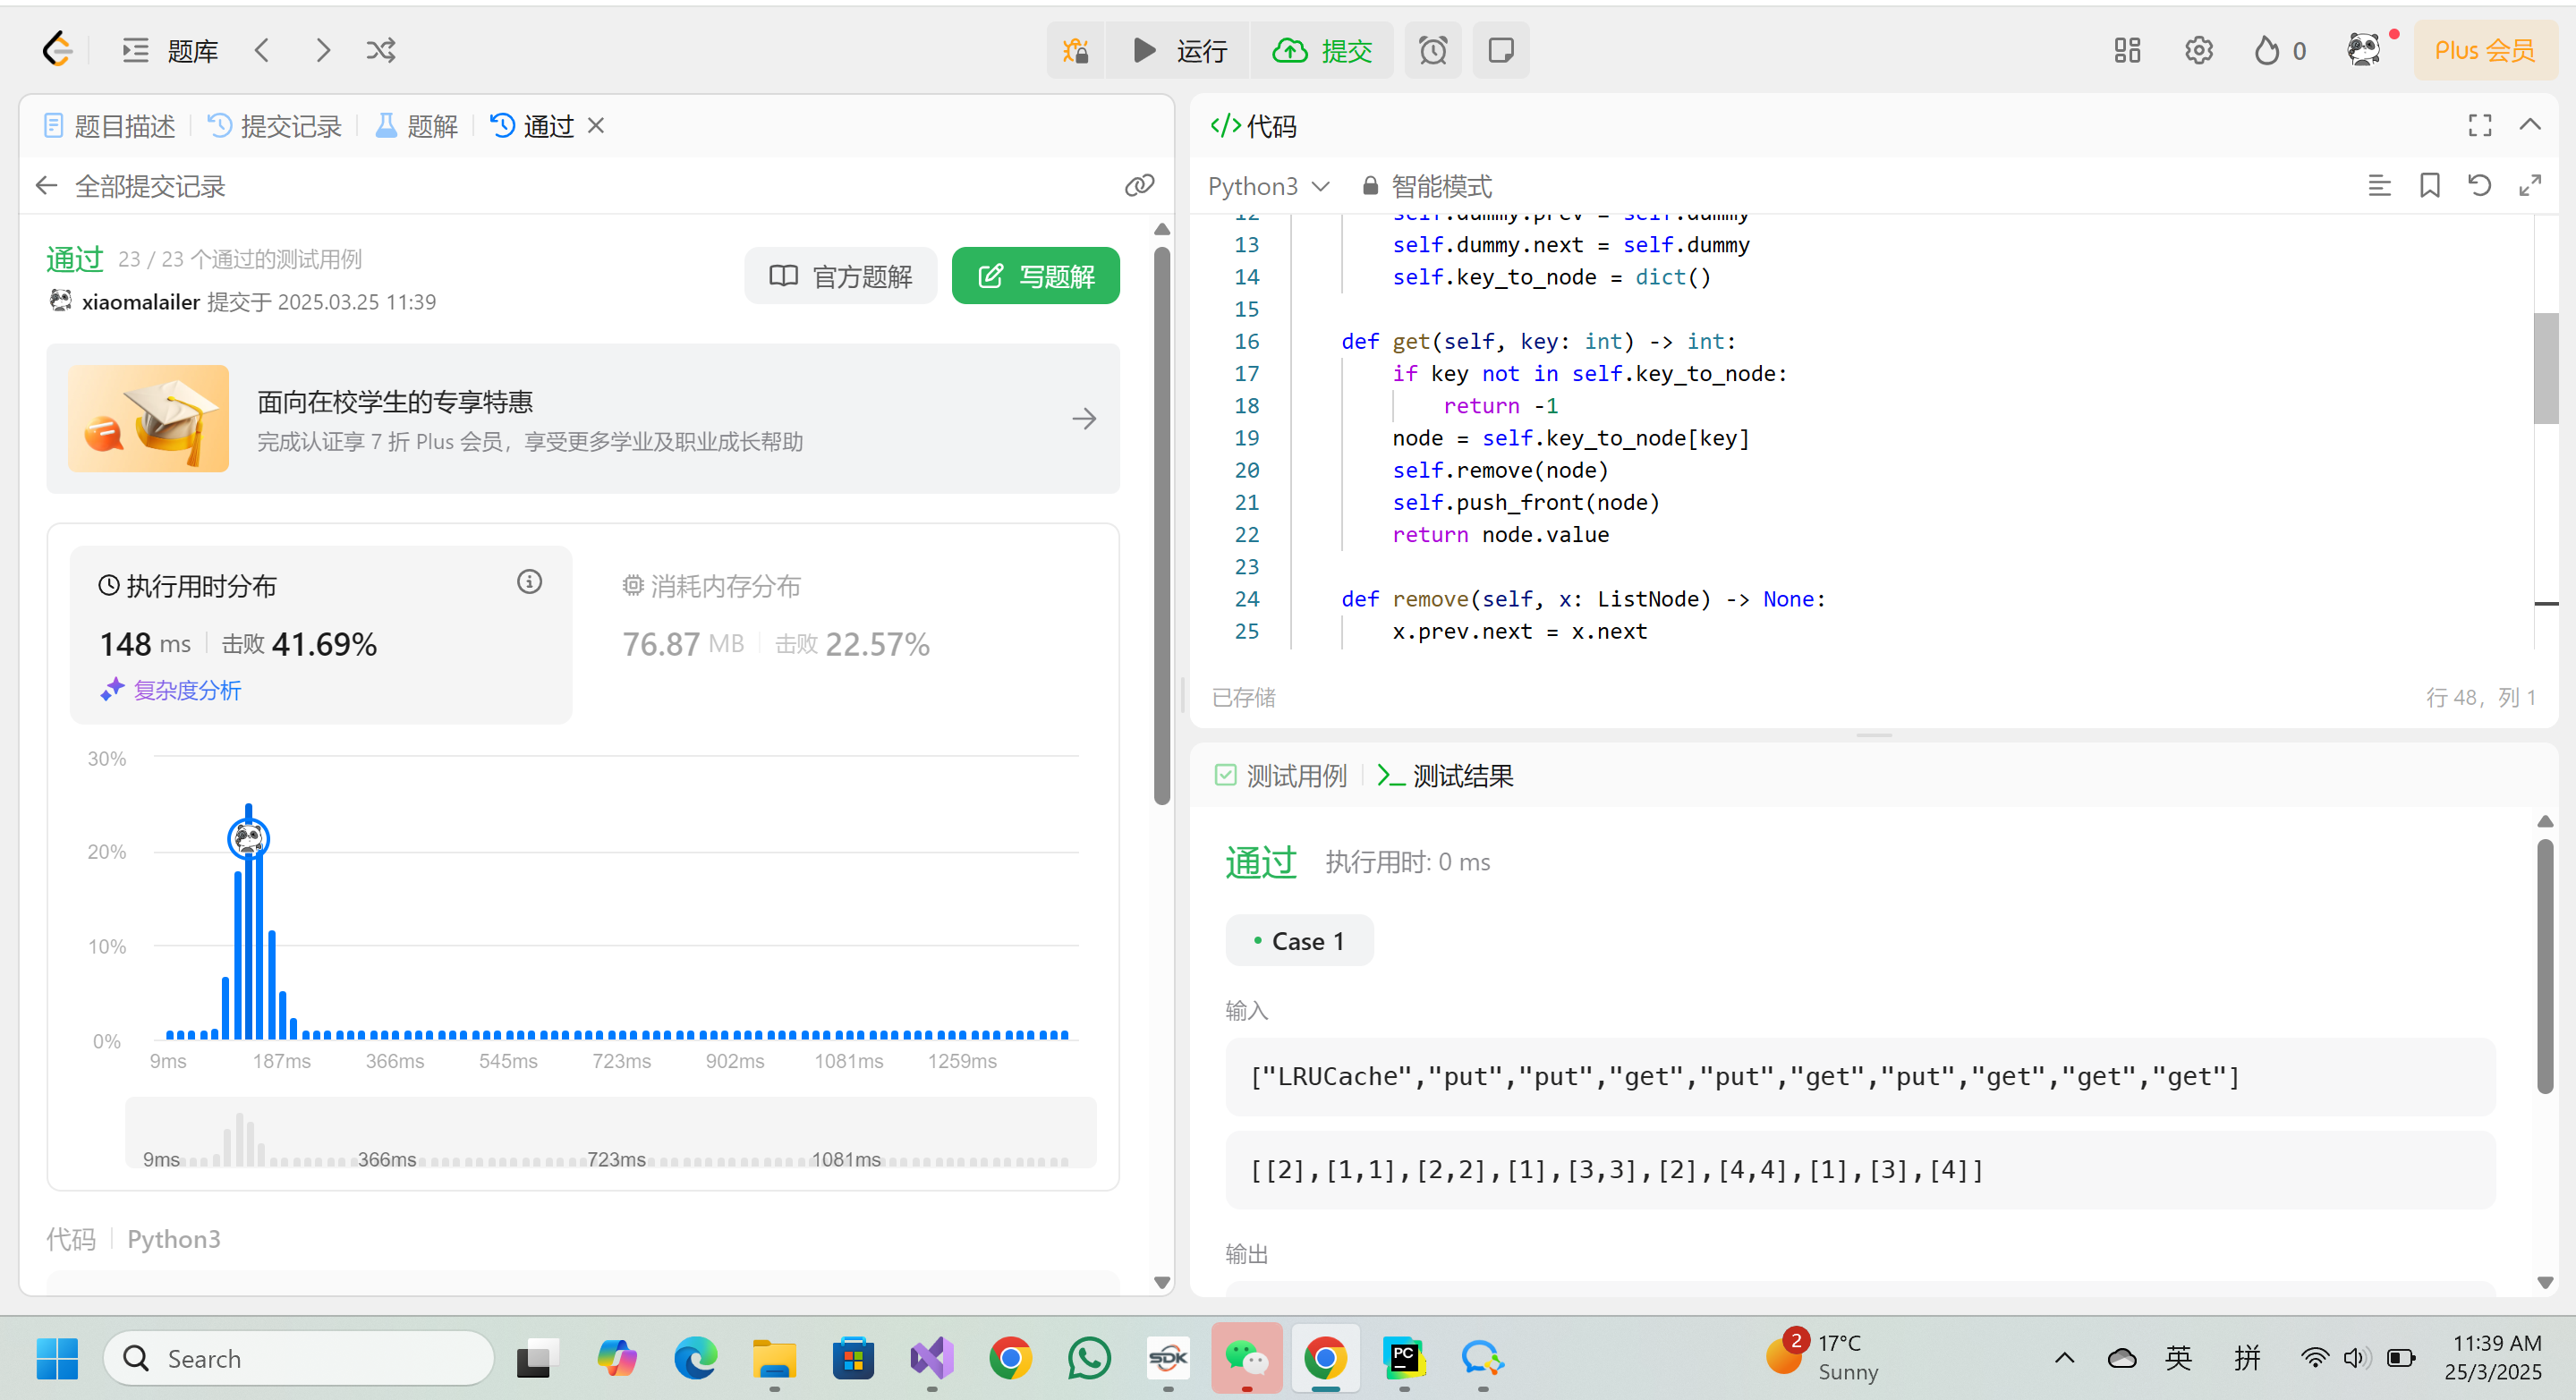 题库
运行
提交
0
Plus 会员
题目描述
提交记录
题解
通过
全部提交记录
通过 23 / 23 个通过的测试用例
xiaomalailer 提交于 2025.03.25 11:39
官方题解
写题解
面向在校学生的专享特惠
完成认证享 7 折 Plus 会员，享受更多学业及职业成长帮助
执行用时分布
148 ms 击败 41.69%
复杂度分析
消耗内存分布
76.87 MB 击败 22.57%
30%
20%
10%
0%
9ms 187ms 366ms 545ms 723ms 902ms 1081ms 1259ms
9ms 366ms 723ms 1081ms
代码 Python3
</>代码
Python3 智能模式
12 self.dummy.prev = self.dummy
13 self.dummy.next = self.dummy
14 self.key_to_node = dict()
15
16 def get(self, key: int) -> int:
17 if key not in self.key_to_node:
18 return -1
19 node = self.key_to_node[key]
20 self.remove(node)
21 self.push_front(node)
22 return node.value
23
24 def remove(self, x: ListNode) -> None:
25 x.prev.next = x.next
已存储
行 48，列 1
测试用例
测试结果
通过 执行用时: 0 ms
Case 1
输入
["LRUCache","put","put","get","put","get","put","get","get","get"]
[[2],[1,1],[2,2],[1],[3,3],[2],[4,4],[1],[3],[4]]
输出
Search
SDK
PC
2
17°C
Sunny
英
拼
11:39 AM
25/3/2025